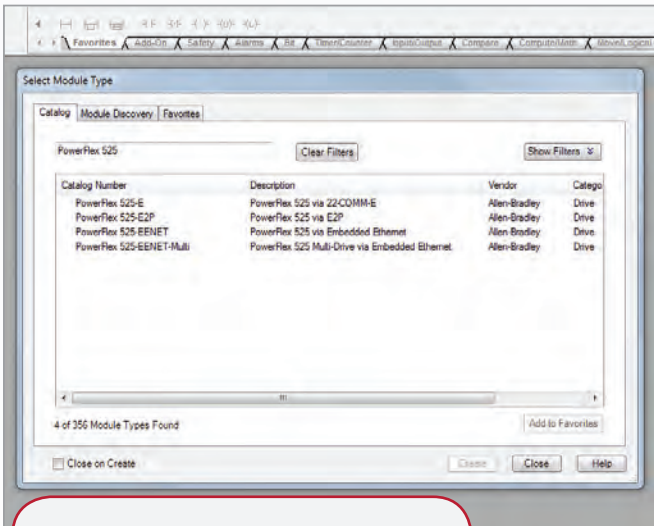 Favorites Add-On Safety Alarms Bit Timer/Counter Input/Output Compare Compute/Math Move/Logical
Select Module Type
Catalog Module Discovery Favorites
PowerFlex 525 Clear Filters Show Filters
Catalog Number Description Vendor Catego
PowerFlex 525-E PowerFlex 525 via 22-COMM-E Allen-Bradley Drive
PowerFlex 525-E2P PowerFlex 525 via E2P Allen-Bradley Drive
PowerFlex 525-EENET PowerFlex 525 via Embedded Ethernet Allen-Bradley Drive
PowerFlex 525-EENET-Multi PowerFlex 525 Multi-Drive via Embedded Ethernet Allen-Bradley Drive
4 of 356 Module Types Found Add to Favorites
Close on Create Create Close Help